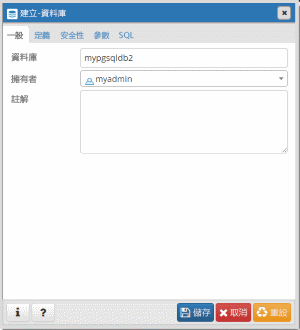 建立-資料庫
一般 定義 安全性 參數 SQL
資料庫 mypgsqldb2
擁有者 myadmin
註解
i ? 儲存 取消 重設